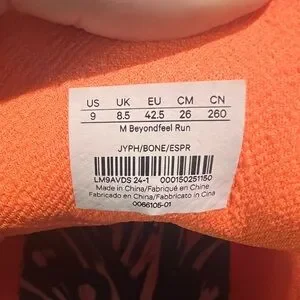 US UK EU CM CN
9 8.5 42.5 26 260
M Beyondfeel Run
JYPH/BONE/ESPR
LM9AVDS 24-1 000150251150
Made in China/Fabriqué en Chine
Fabricado en China/Fabbricato in Cina
0066105-01